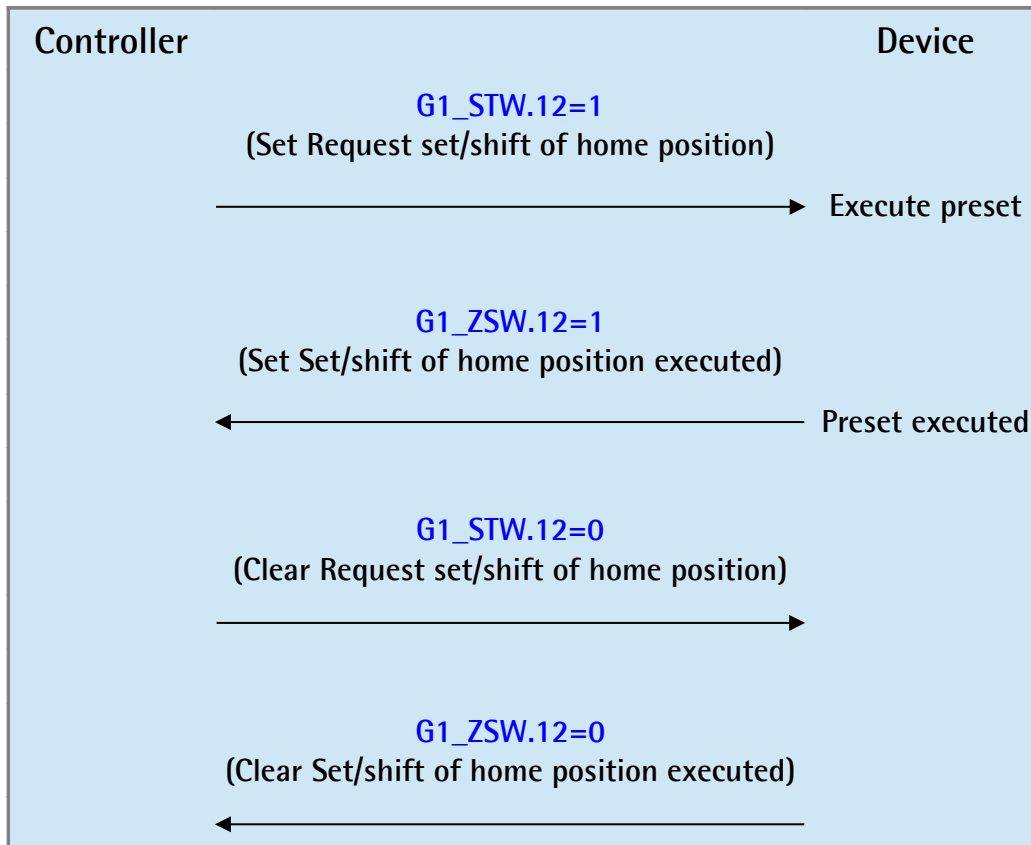 Controller
Device
G1_STW.12=1
(Set Request set/shift of home position)
Execute preset
G1_ZSW.12=1
(Set Set/shift of home position executed)
Preset executed
G1_STW.12=0
(Clear Request set/shift of home position)
G1_ZSW.12=0
(Clear Set/shift of home position executed)